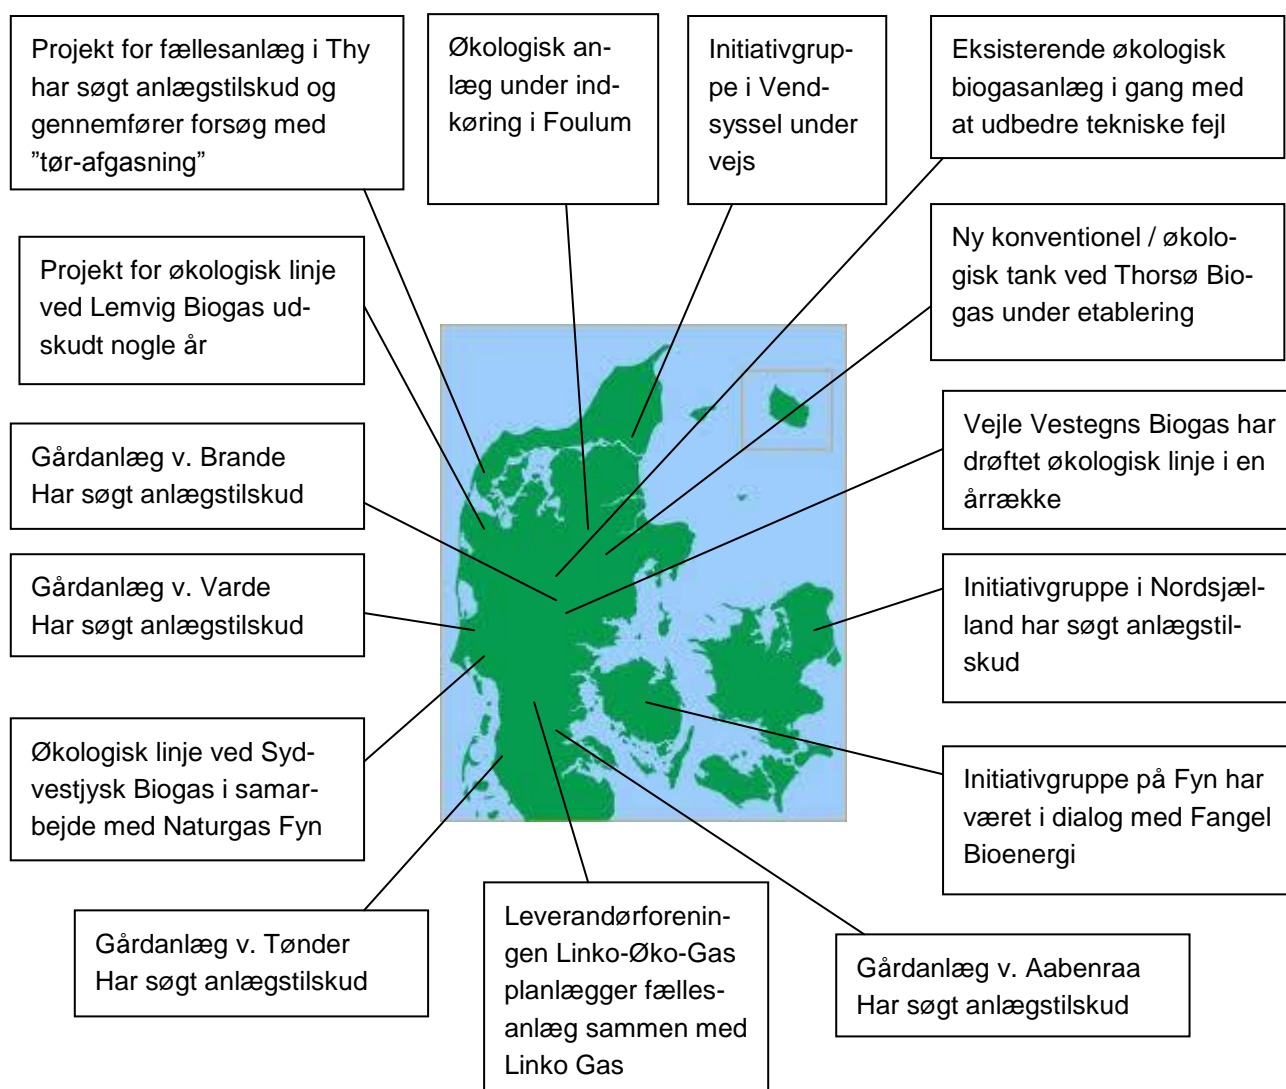 Projekt for fællesanlæg i Thy
har søgt anlægstilskud og
gennemfører forsøg med
”tør-afgasning”
Økologisk an-
læg under ind-
køring i Foulum
Initiativgrup-
pe i Vend-
syssel under
vejs
Eksisterende økologisk
biogasanlæg i gang med
at udbedre tekniske fejl
Projekt for økologisk linje
ved Lemvig Biogas ud-
skudt nogle år
Ny konventionel / økolo-
gisk tank ved Thorsø Bio-
gas under etablering
Gårdanlæg v. Brande
Har søgt anlægstilskud
Vejle Vestegns Biogas har
drøftet økologisk linje i en
årrække
Gårdanlæg v. Varde
Har søgt anlægstilskud
Initiativgruppe i Nordsjæl-
land har søgt anlægstil-
skud
Økologisk linje ved Syd-
vestjysk Biogas i samar-
bejde med Naturgas Fyn
Initiativgruppe på Fyn har
været i dialog med Fangel
Bioenergi
Gårdanlæg v. Tønder
Har søgt anlægstilskud
Leverandørforenin-
gen Linko-Øko-Gas
planlægger fælles-
anlæg sammen med
Linko Gas
Gårdanlæg v. Aabenraa
Har søgt anlægstilskud